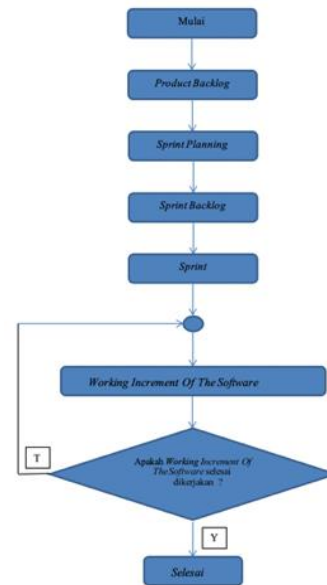 Mulai
Product Backlog
Sprint Planning
Sprint Backlog
Sprint
Working Increment Of The Software
T
Apakah Working Increment Of
The Software selesai
dikerjakan ?
Y
Selesai